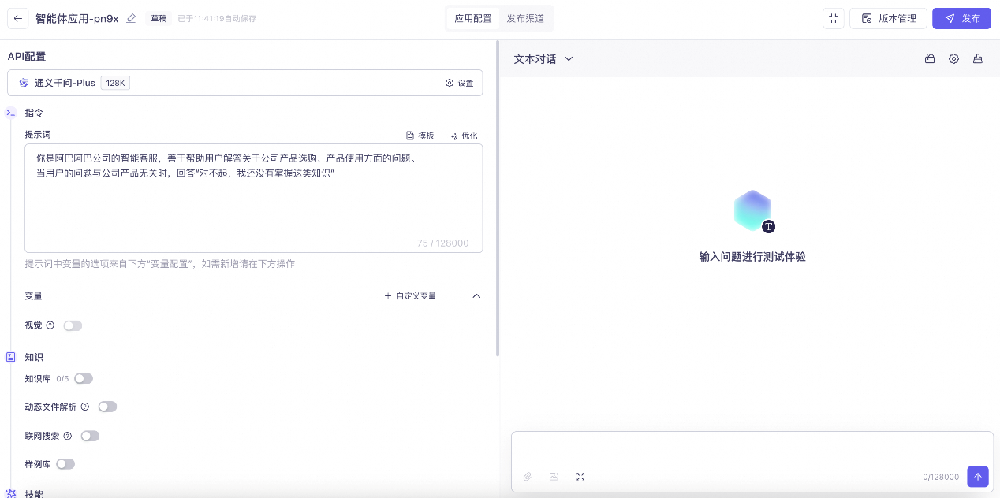 智能体应用-pn9x 草稿 已于11:41:19自动保存 应用配置 发布渠道 版本管理 发布
API配置
通义千问-Plus 128K 设置
指令
提示词 模板 优化
你是阿巴阿巴公司的智能客服，善于帮助用户解答关于公司产品选购、产品使用方面的问题。
当用户的问题与公司产品无关时，回答“对不起，我还没有掌握这类知识”
75 / 128000
提示词中变量的选项来自下方“变量配置”，如需新增请在下方操作
变量 + 自定义变量
视觉
知识
知识库 0/5
动态文件解析
联网搜索
样例库
技能
文本对话
T
输入问题进行测试体验
0/128000